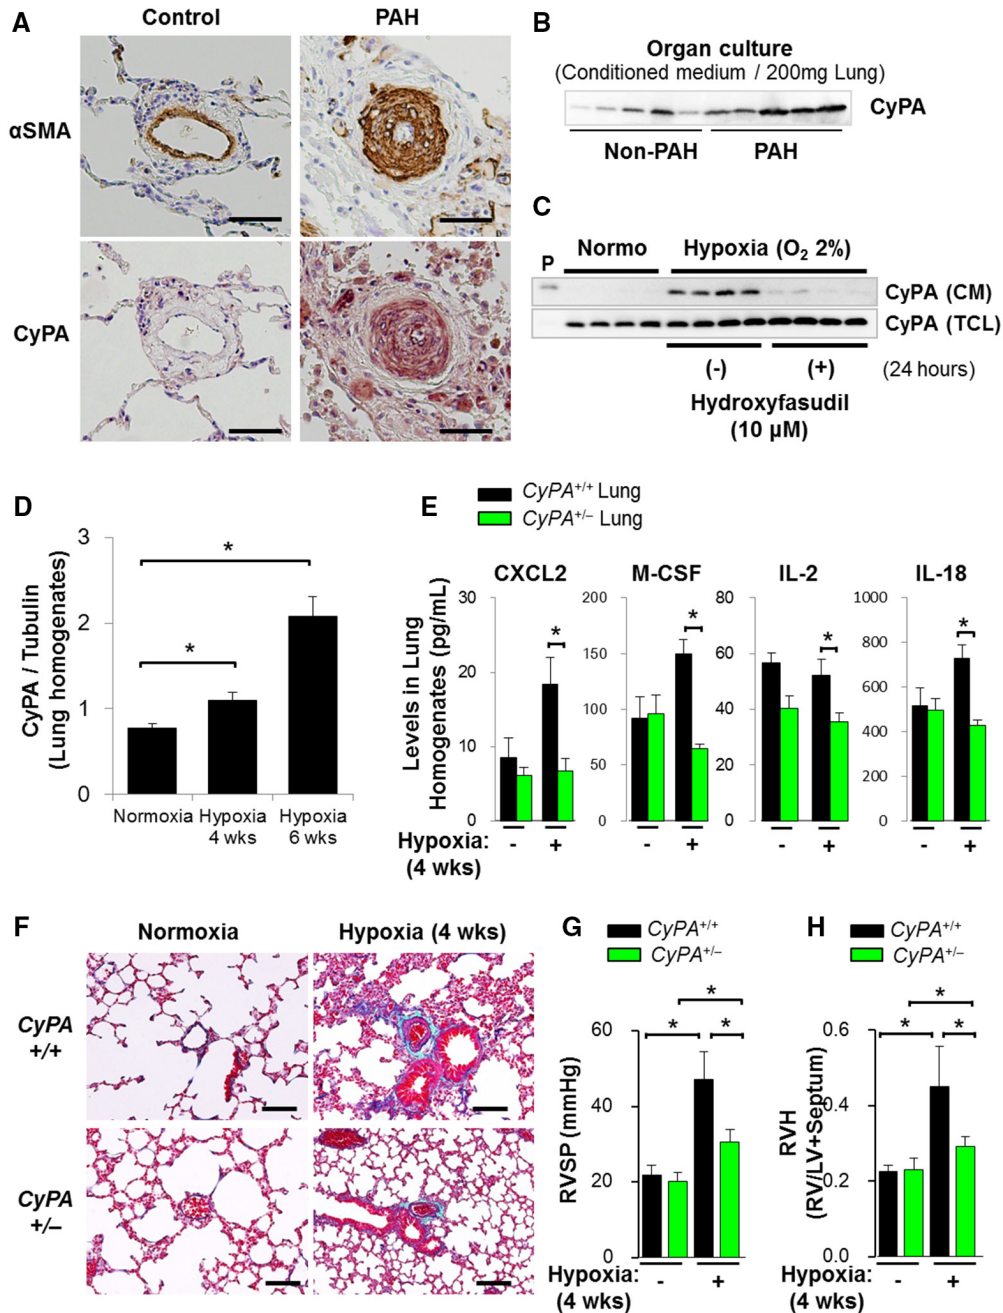 A
Control
PAH
αSMA
CyPA
B
Organ culture
(Conditioned medium / 200mg Lung)
CyPA
Non-PAH
PAH
C
P
Normo
Hypoxia (O2 2%)
CyPA (CM)
CyPA (TCL)
(-)
(+)
(24 hours)
Hydroxyfasudil
(10 μM)
D
CyPA / Tubulin
(Lung homogenates)
3
2
1
0
*
*
Normoxia
Hypoxia
4 wks
Hypoxia
6 wks
E
CyPA+/+ Lung
CyPA+/– Lung
Levels in Lung
Homogenates (pg/mL)
CXCL2
30
20
10
0
*
M-CSF
200
150
100
50
0
*
IL-2
80
60
40
20
0
*
IL-18
1000
800
600
400
200
0
*
Hypoxia:
(4 wks)
- +
- +
- +
- +
F
Normoxia
Hypoxia (4 wks)
CyPA
+/+
CyPA
+/–
G
CyPA+/+
CyPA+/–
RVSP (mmHg)
60
40
20
0
*
*
*
Hypoxia:
(4 wks)
- +
H
CyPA+/+
CyPA+/–
RVH
(RV/LV+Septum)
0.6
0.4
0.2
0.0
*
*
*
Hypoxia:
(4 wks)
- +